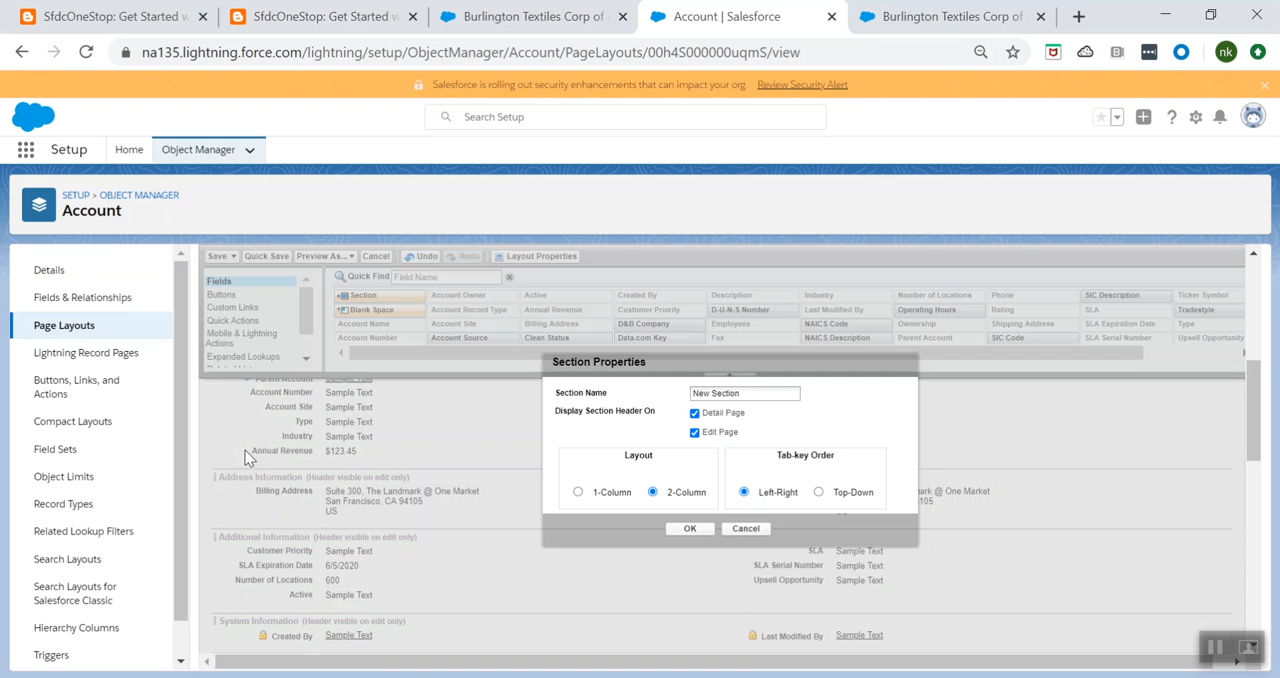 SfdcOneStop: Get Started w
SfdcOneStop: Get Started w
Burlington Textiles Corp of
Account | Salesforce
Burlington Textiles Corp of
na135.lightning.force.com/lightning/setup/ObjectManager/Account/PageLayouts/00h4S000000uqmS/view
nk
Salesforce is rolling out security enhancements that can impact your org. Review Security Alert
Search Setup
Setup Home Object Manager
SETUP > OBJECT MANAGER
Account
Details
Fields & Relationships
Page Layouts
Lightning Record Pages
Buttons, Links, and
Actions
Compact Layouts
Field Sets
Object Limits
Record Types
Related Lookup Filters
Search Layouts
Search Layouts for
Salesforce Classic
Hierarchy Columns
Triggers
Save Quick Save Preview As... Cancel Undo Redo Layout Properties
Fields
Buttons
Custom Links
Quick Actions
Mobile & Lightning
Actions
Expanded Lookups
Quick Find Field Name
Section Account Owner Active Created By Description Industry Number of Locations Phone SIC Description Ticker Symbol
Blank Space Account Record Type Annual Revenue Customer Priority D-U-N-S Number Last Modified By Operating Hours Rating SLA Tradestyle
Account Name Account Site Billing Address D&B Company Employees NAICS Code Ownership Shipping Address SLA Expiration Date Type
Account Number Account Source Clean Status Data.com Key Fax NAICS Description Parent Account SIC Code SLA Serial Number Upsell Opportunity
Parent Account Sample Text
Account Number Sample Text
Account Site Sample Text
Type Sample Text
Industry Sample Text
Annual Revenue $123.45
Address Information (Header visible on edit only)
Billing Address Suite 300, The Landmark @ One Market
San Francisco, CA 94105
US
@ One Market
Additional Information (Header visible on edit only)
Customer Priority Sample Text SLA Sample Text
SLA Expiration Date 6/5/2020 SLA Serial Number Sample Text
Number of Locations 600 Upsell Opportunity Sample Text
Active Sample Text
System Information (Header visible on edit only)
Created By Sample Text Last Modified By Sample Text
Section Properties
Section Name New Section
Display Section Header On Detail Page
Edit Page
Layout Tab-key Order
1-Column 2-Column Left-Right Top-Down
OK Cancel